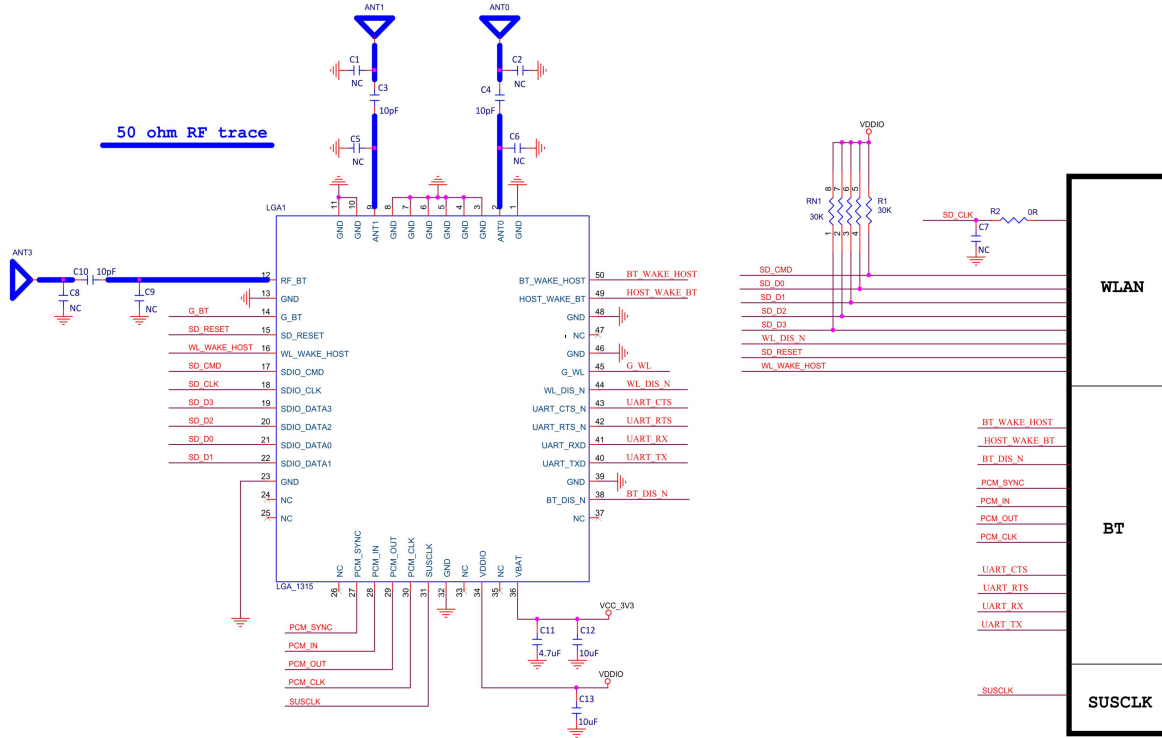 ANT1
ANT0
C1
NC
C2
NC
C3
10pF
C4
10pF
50 ohm RF trace
C5
NC
C6
NC
LGA1
11
10
9
8
7
6
5
4
3
2
1
GND
GND
ANT1
GND
GND
GND
GND
GND
GND
ANT0
GND
ANT3
C10
10pF
C8
NC
C9
NC
12
RF_BT
13
GND
G_BT
14
G_BT
SD_RESET
15
SD_RESET
WL_WAKE_HOST
16
WL_WAKE_HOST
SD_CMD
17
SDIO_CMD
SD_CLK
18
SDIO_CLK
SD_D3
19
SDIO_DATA3
SD_D2
20
SDIO_DATA2
SD_D0
21
SDIO_DATA0
SD_D1
22
SDIO_DATA1
23
GND
24
NC
25
NC
BT_WAKE_HOST
50
BT_WAKE_HOST
HOST_WAKE_BT
49
HOST_WAKE_BT
GND
48
NC
47
GND
46
G_WL
45
G_WL
WL_DIS_N
44
WL_DIS_N
UART_CTS_N
43
UART_CTS
UART_RTS_N
42
UART_RTS
UART_RXD
41
UART_RX
UART_TXD
40
UART_TX
GND
39
BT_DIS_N
38
BT_DIS_N
NC
37
NC
PCM_SYNC
PCM_IN
PCM_OUT
PCM_CLK
SUSCLK
GND
NC
VDDIO
NC
VBAT
LGA_1315
26
27
28
29
30
31
32
33
34
35
36
PCM_SYNC
PCM_IN
PCM_OUT
PCM_CLK
SUSCLK
VCC_3V3
C11
4.7uF
C12
10uF
VDDIO
C13
10uF
VDDIO
8
7
6
5
RN1
30K
R1
30K
1
2
3
4
SD_CLK
R2
0R
C7
NC
SD_CMD
SD_D0
SD_D1
SD_D2
SD_D3
WL_DIS_N
SD_RESET
WL_WAKE_HOST
WLAN
BT_WAKE_HOST
HOST_WAKE_BT
BT_DIS_N
PCM_SYNC
PCM_IN
PCM_OUT
PCM_CLK
BT
UART_CTS
UART_RTS
UART_RX
UART_TX
SUSCLK
SUSCLK